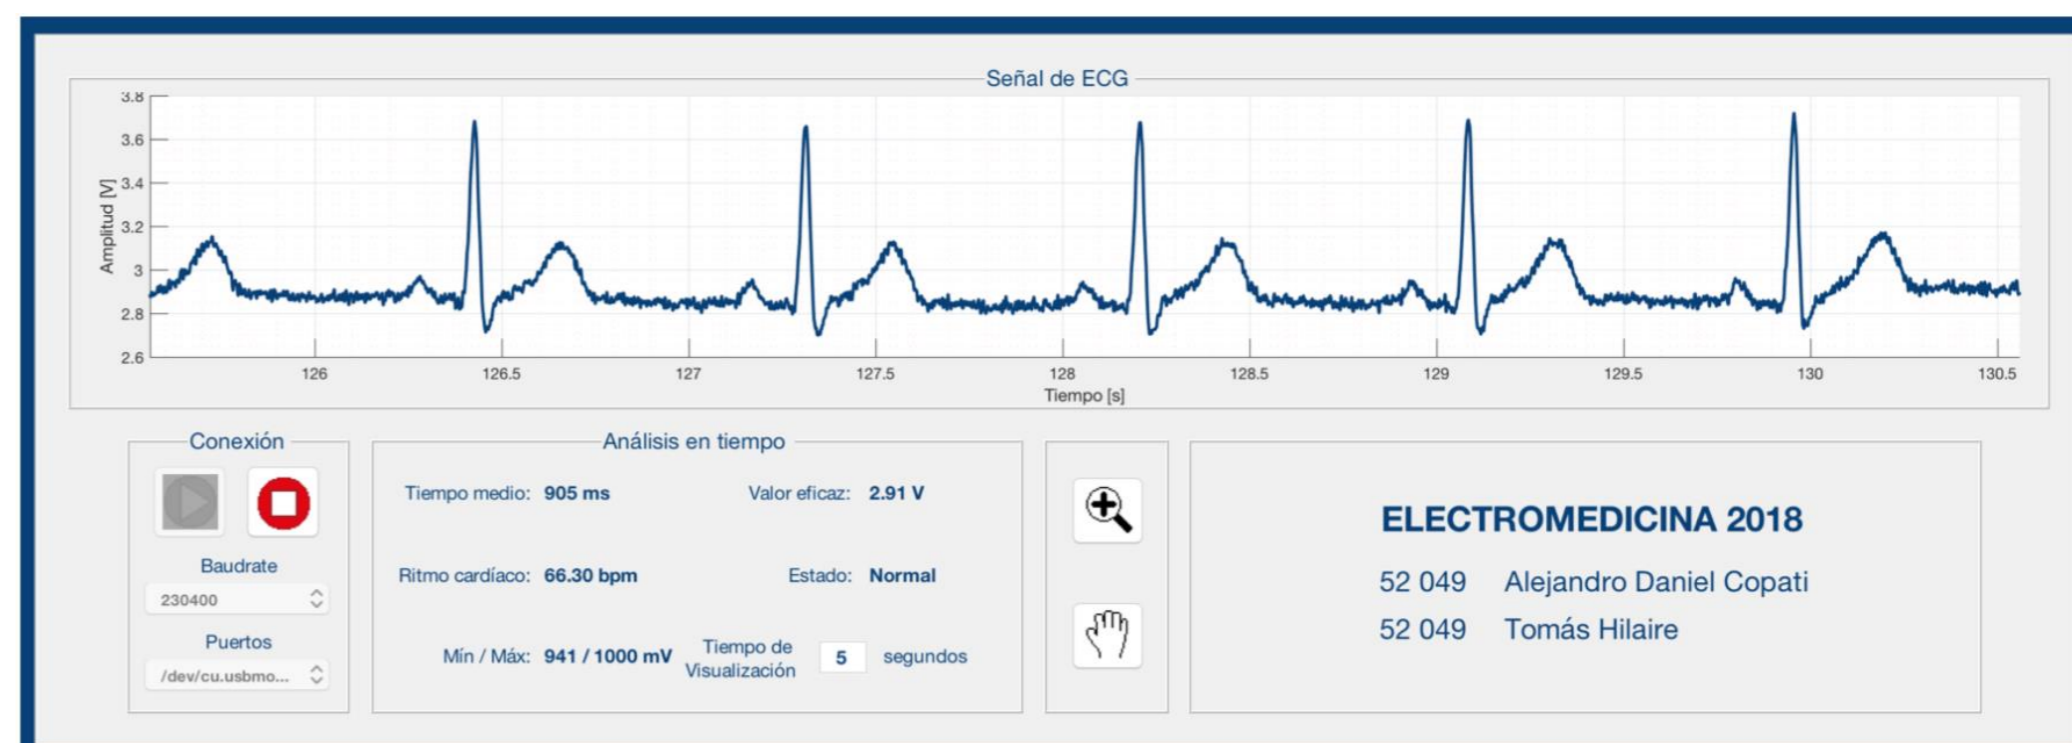 Señal de ECG
Amplitud [V]
3.8
3.6
3.4
3.2
3
2.8
2.6
126 126.5 127 127.5 128 128.5 129 129.5 130 130.5
Tiempo [s]
Conexión
Baudrate
230400
Puertos
/dev/cu.usbmo...
Análisis en tiempo
Tiempo medio: 905 ms Valor eficaz: 2.91 V
Ritmo cardíaco: 66.30 bpm Estado: Normal
Mín / Máx: 941 / 1000 mV Tiempo de
Visualización 5 segundos
ELECTROMEDICINA 2018
52 049 Alejandro Daniel Copati
52 049 Tomás Hilaire